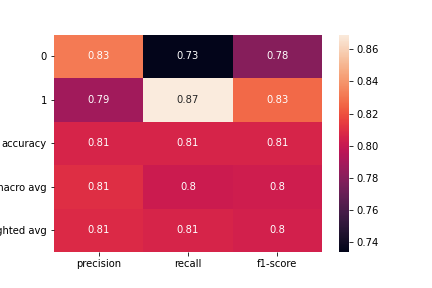 0 0.83 0.73 0.78
1 0.79 0.87 0.83
accuracy 0.81 0.81 0.81
macro avg 0.81 0.8 0.8
ghted avg 0.81 0.81 0.8
precision recall f1-score
0.86
0.84
0.82
0.80
0.78
0.76
0.74